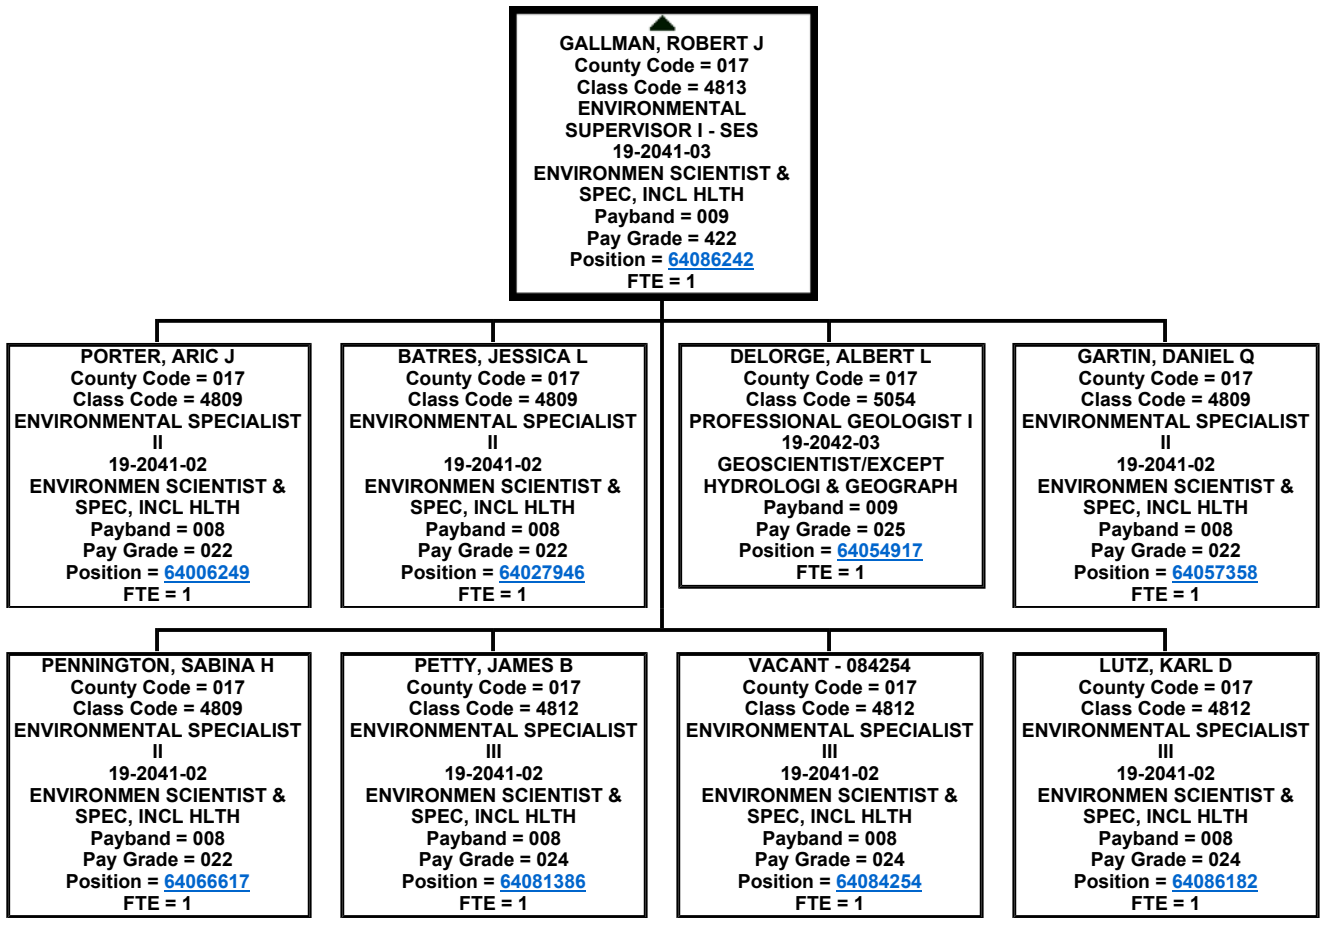 GALLMAN, ROBERT J
County Code = 017
Class Code = 4813
ENVIRONMENTAL
SUPERVISOR I - SES
19-2041-03
ENVIRONMEN SCIENTIST &
SPEC, INCL HLTH
Payband = 009
Pay Grade = 422
Position = 64086242
FTE = 1
PORTER, ARIC J
County Code = 017
Class Code = 4809
ENVIRONMENTAL SPECIALIST
II
19-2041-02
ENVIRONMEN SCIENTIST &
SPEC, INCL HLTH
Payband = 008
Pay Grade = 022
Position = 64006249
FTE = 1
BATRES, JESSICA L
County Code = 017
Class Code = 4809
ENVIRONMENTAL SPECIALIST
II
19-2041-02
ENVIRONMEN SCIENTIST &
SPEC, INCL HLTH
Payband = 008
Pay Grade = 022
Position = 64027946
FTE = 1
DELORGE, ALBERT L
County Code = 017
Class Code = 5054
PROFESSIONAL GEOLOGIST I
19-2042-03
GEOSCIENTIST/EXCEPT
HYDROLOGI & GEOGRAPH
Payband = 009
Pay Grade = 025
Position = 64054917
FTE = 1
GARTIN, DANIEL Q
County Code = 017
Class Code = 4809
ENVIRONMENTAL SPECIALIST
II
19-2041-02
ENVIRONMEN SCIENTIST &
SPEC, INCL HLTH
Payband = 008
Pay Grade = 022
Position = 64057358
FTE = 1
PENNINGTON, SABINA H
County Code = 017
Class Code = 4809
ENVIRONMENTAL SPECIALIST
II
19-2041-02
ENVIRONMEN SCIENTIST &
SPEC, INCL HLTH
Payband = 008
Pay Grade = 022
Position = 64066617
FTE = 1
PETTY, JAMES B
County Code = 017
Class Code = 4812
ENVIRONMENTAL SPECIALIST
III
19-2041-02
ENVIRONMEN SCIENTIST &
SPEC, INCL HLTH
Payband = 008
Pay Grade = 024
Position = 64081386
FTE = 1
VACANT - 084254
County Code = 017
Class Code = 4812
ENVIRONMENTAL SPECIALIST
III
19-2041-02
ENVIRONMEN SCIENTIST &
SPEC, INCL HLTH
Payband = 008
Pay Grade = 024
Position = 64084254
FTE = 1
LUTZ, KARL D
County Code = 017
Class Code = 4812
ENVIRONMENTAL SPECIALIST
III
19-2041-02
ENVIRONMEN SCIENTIST &
SPEC, INCL HLTH
Payband = 008
Pay Grade = 024
Position = 64086182
FTE = 1